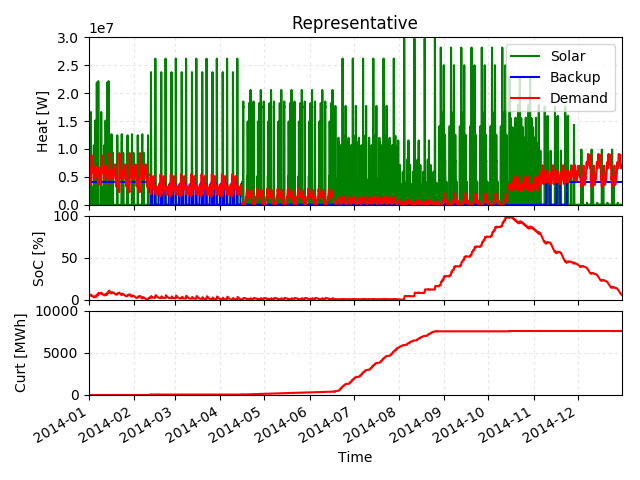 Representative
1e7
3.0
2.5
2.0
1.5
1.0
0.5
0.0
Heat [W]
Solar
Backup
Demand
100
50
0
SoC [%]
10000
5000
0
Curt [MWh]
2014-01
2014-02
2014-03
2014-04
2014-05
2014-06
2014-07
2014-08
2014-09
2014-10
2014-11
2014-12
Time